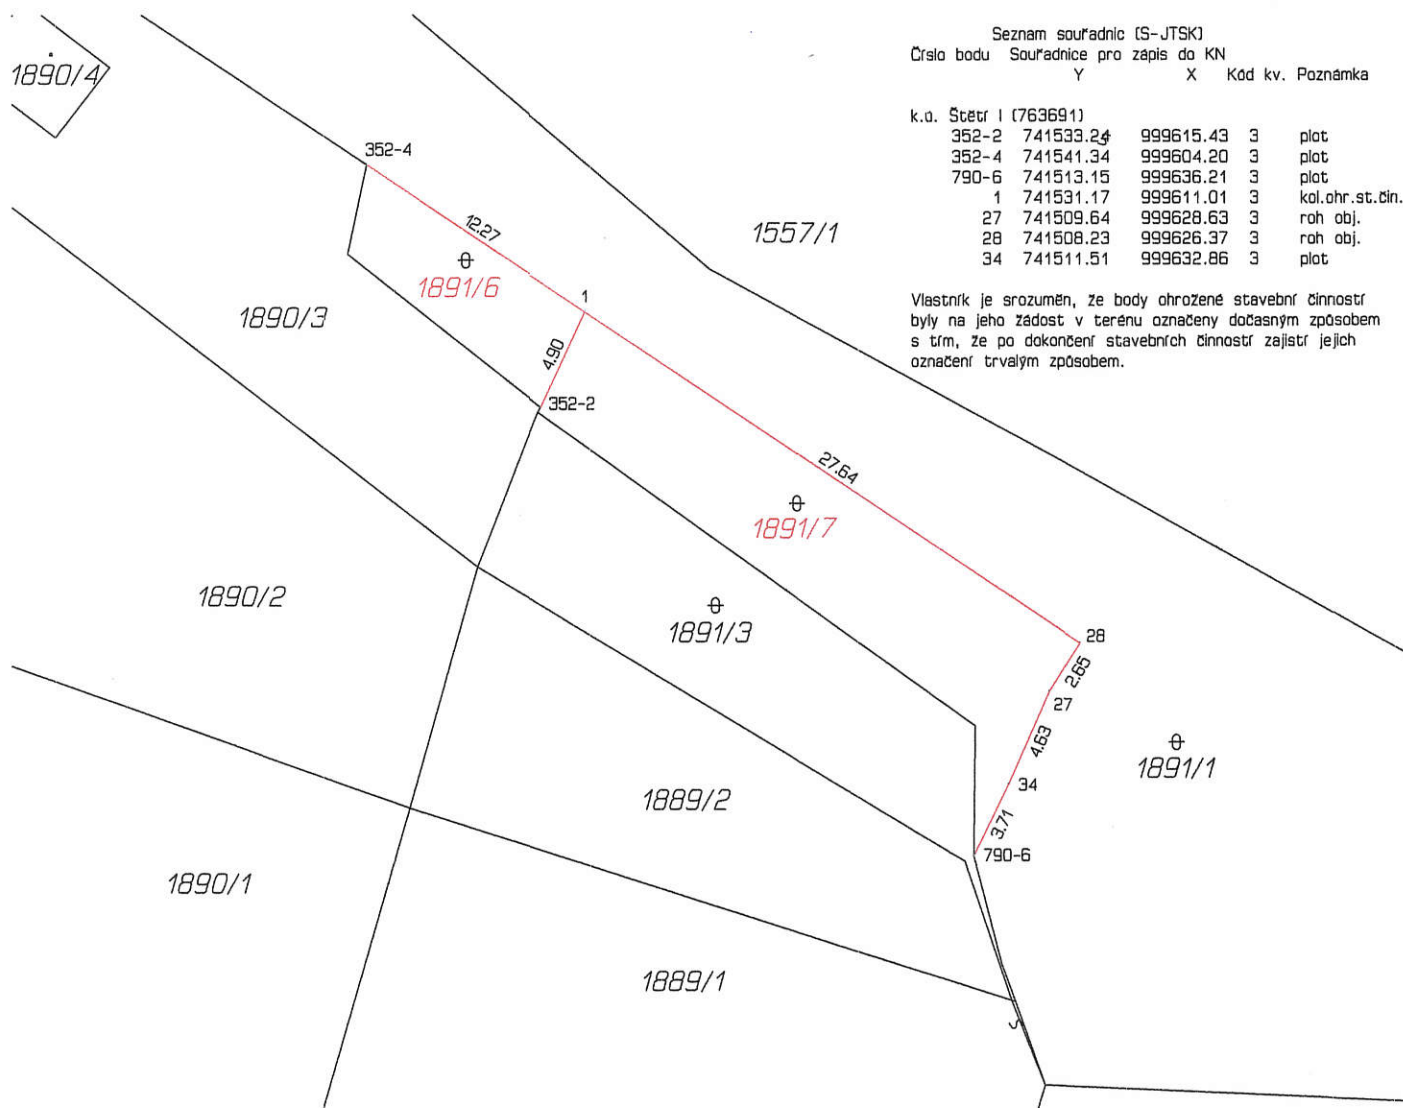 Seznam souřadnic (S-JTSK)
Číslo bodu Souřadnice pro zápis do KN
Y X Kód kv. Poznámka
k.ú. Štětí I (763691)
352-2 741533.24 999615.43 3 plot
352-4 741541.34 999604.20 3 plot
790-6 741513.15 999636.21 3 plot
1 741531.17 999611.01 3 kol.ohr.st.čin.
27 741509.64 999628.63 3 roh obj.
28 741508.23 999626.37 3 roh obj.
34 741511.51 999632.86 3 plot
Vlastník je srozuměn, že body ohrožené stavební činností
byly na jeho žádost v terénu označeny dočasným způsobem
s tím, že po dokončení stavebních činností zajistí jejich
označení trvalým způsobem.
1890/4
352-4
12.27
1557/1
1891/6
1
1890/3
4.90
352-2
27.64
1891/7
1890/2
1891/3
28
2.65
27
4.63
1891/1
34
1889/2
3.71
790-6
1890/1
1889/1